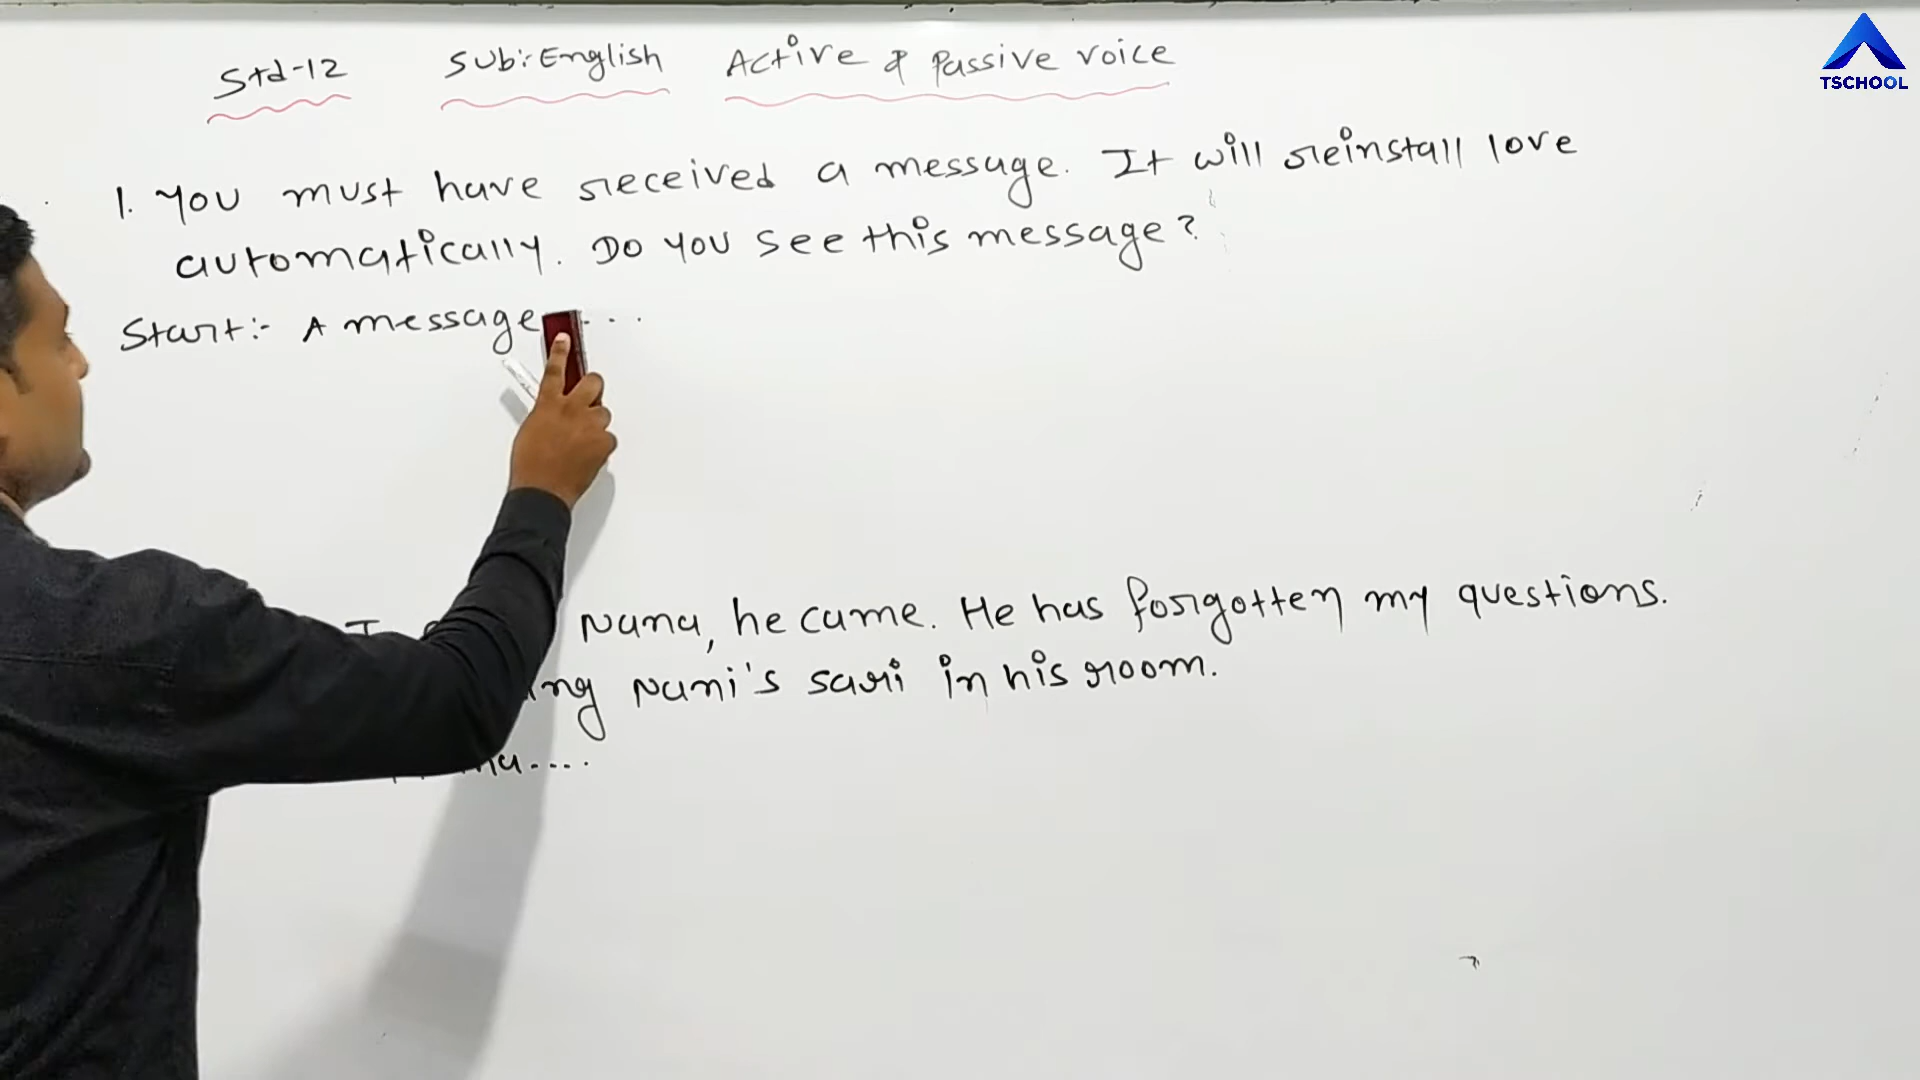 Std-12 Sub:- English Active & Passive voice
TSCHOOL
1. You must have received a message. It will reinstall love
automatically. Do you see this message?
Start:- A message ...
I Nana, he came. He has forgotten my questions.
Nani's sari in his room.
....